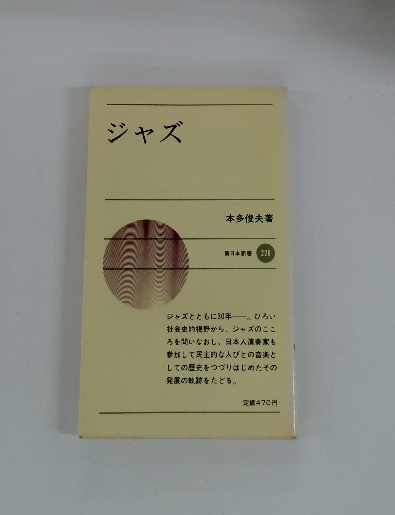 ジャズ
本多俊夫著
新日本新書 228
ジャズとともに30年――。ひろい
社会史的視野から、ジャズのここ
ろを問いなおし、日本人演奏家も
参加して民主的な人びとの音楽と
しての歴史をつづりはじめたその
発展の軌跡をたどる。
定価470円